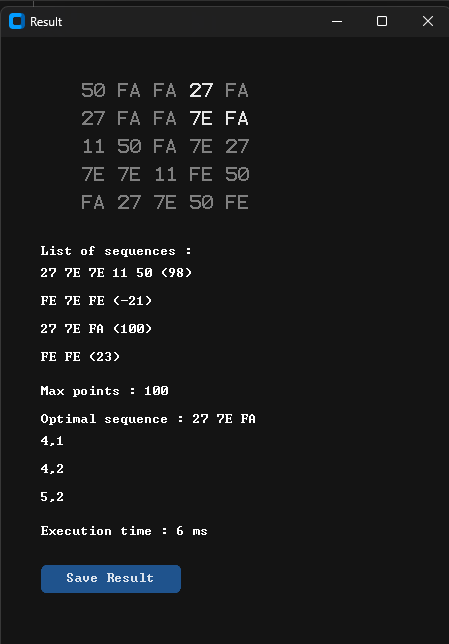 Result
50 FA FA 27 FA
27 FA FA 7E FA
11 50 FA 7E 27
7E 7E 11 FE 50
FA 27 7E 50 FE
List of sequences :
27 7E 7E 11 50 (98)
FE 7E FE (-21)
27 7E FA (100)
FE FE (23)
Max points : 100
Optimal sequence : 27 7E FA
4,1
4,2
5,2
Execution time : 6 ms
Save Result